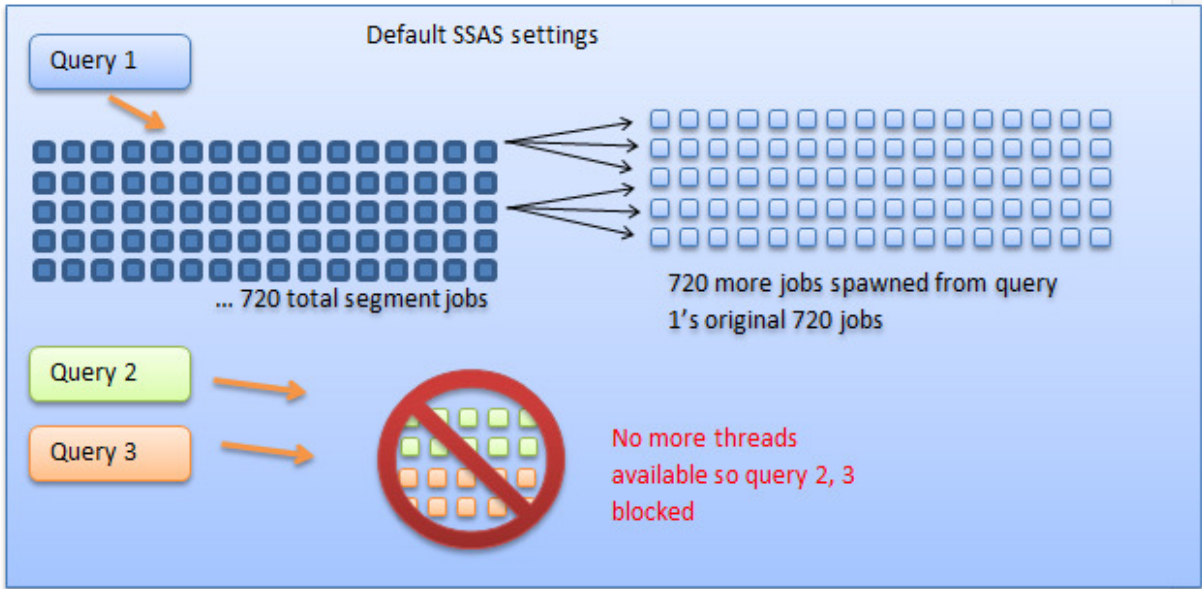 Default SSAS settings
Query 1
... 720 total segment jobs
720 more jobs spawned from query
1's original 720 jobs
Query 2
Query 3
No more threads
available so query 2, 3
blocked